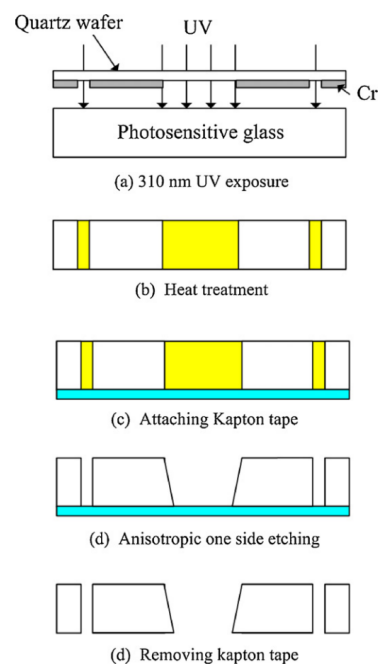 Quartz wafer
UV
Cr
Photosensitive glass
(a) 310 nm UV exposure
(b) Heat treatment
(c) Attaching Kapton tape
(d) Anisotropic one side etching
(d) Removing kapton tape